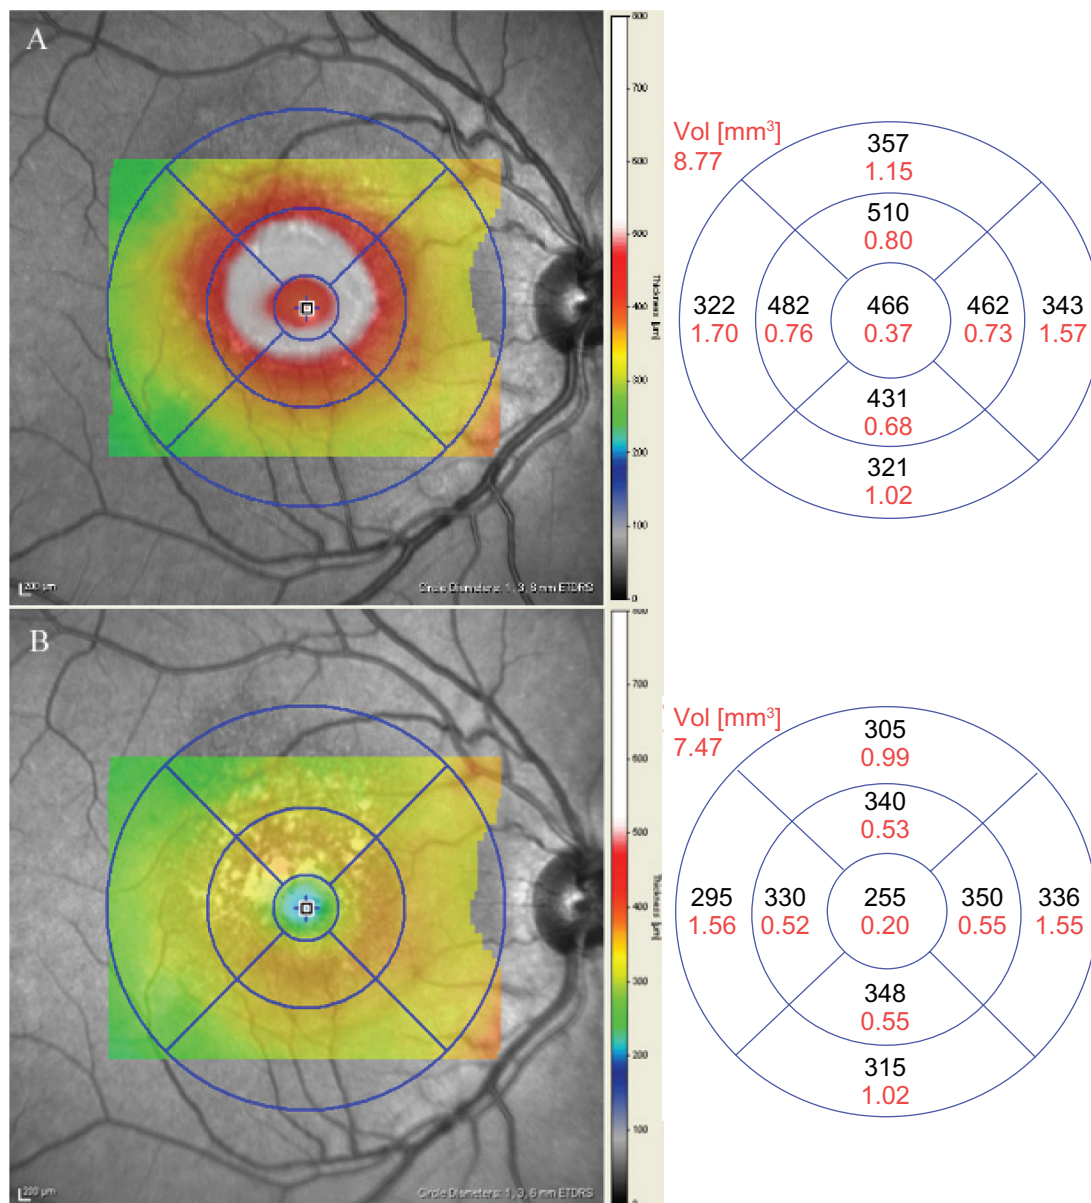 A
800
700
600
500
400
300
200
100
0
Thickness [µm]
200 µm
Circle Diameters: 1, 3, 6 mm ETDRS
Vol [mm³]
8.77
357
1.15
510
0.80
322 482 466 462 343
1.70 0.76 0.37 0.73 1.57
431
0.68
321
1.02
B
800
700
600
500
400
300
200
100
0
Thickness [µm]
200 µm
Circle Diameters: 1, 3, 6 mm ETDRS
Vol [mm³]
7.47
305
0.99
340
0.53
295 330 255 350 336
1.56 0.52 0.20 0.55 1.55
348
0.55
315
1.02